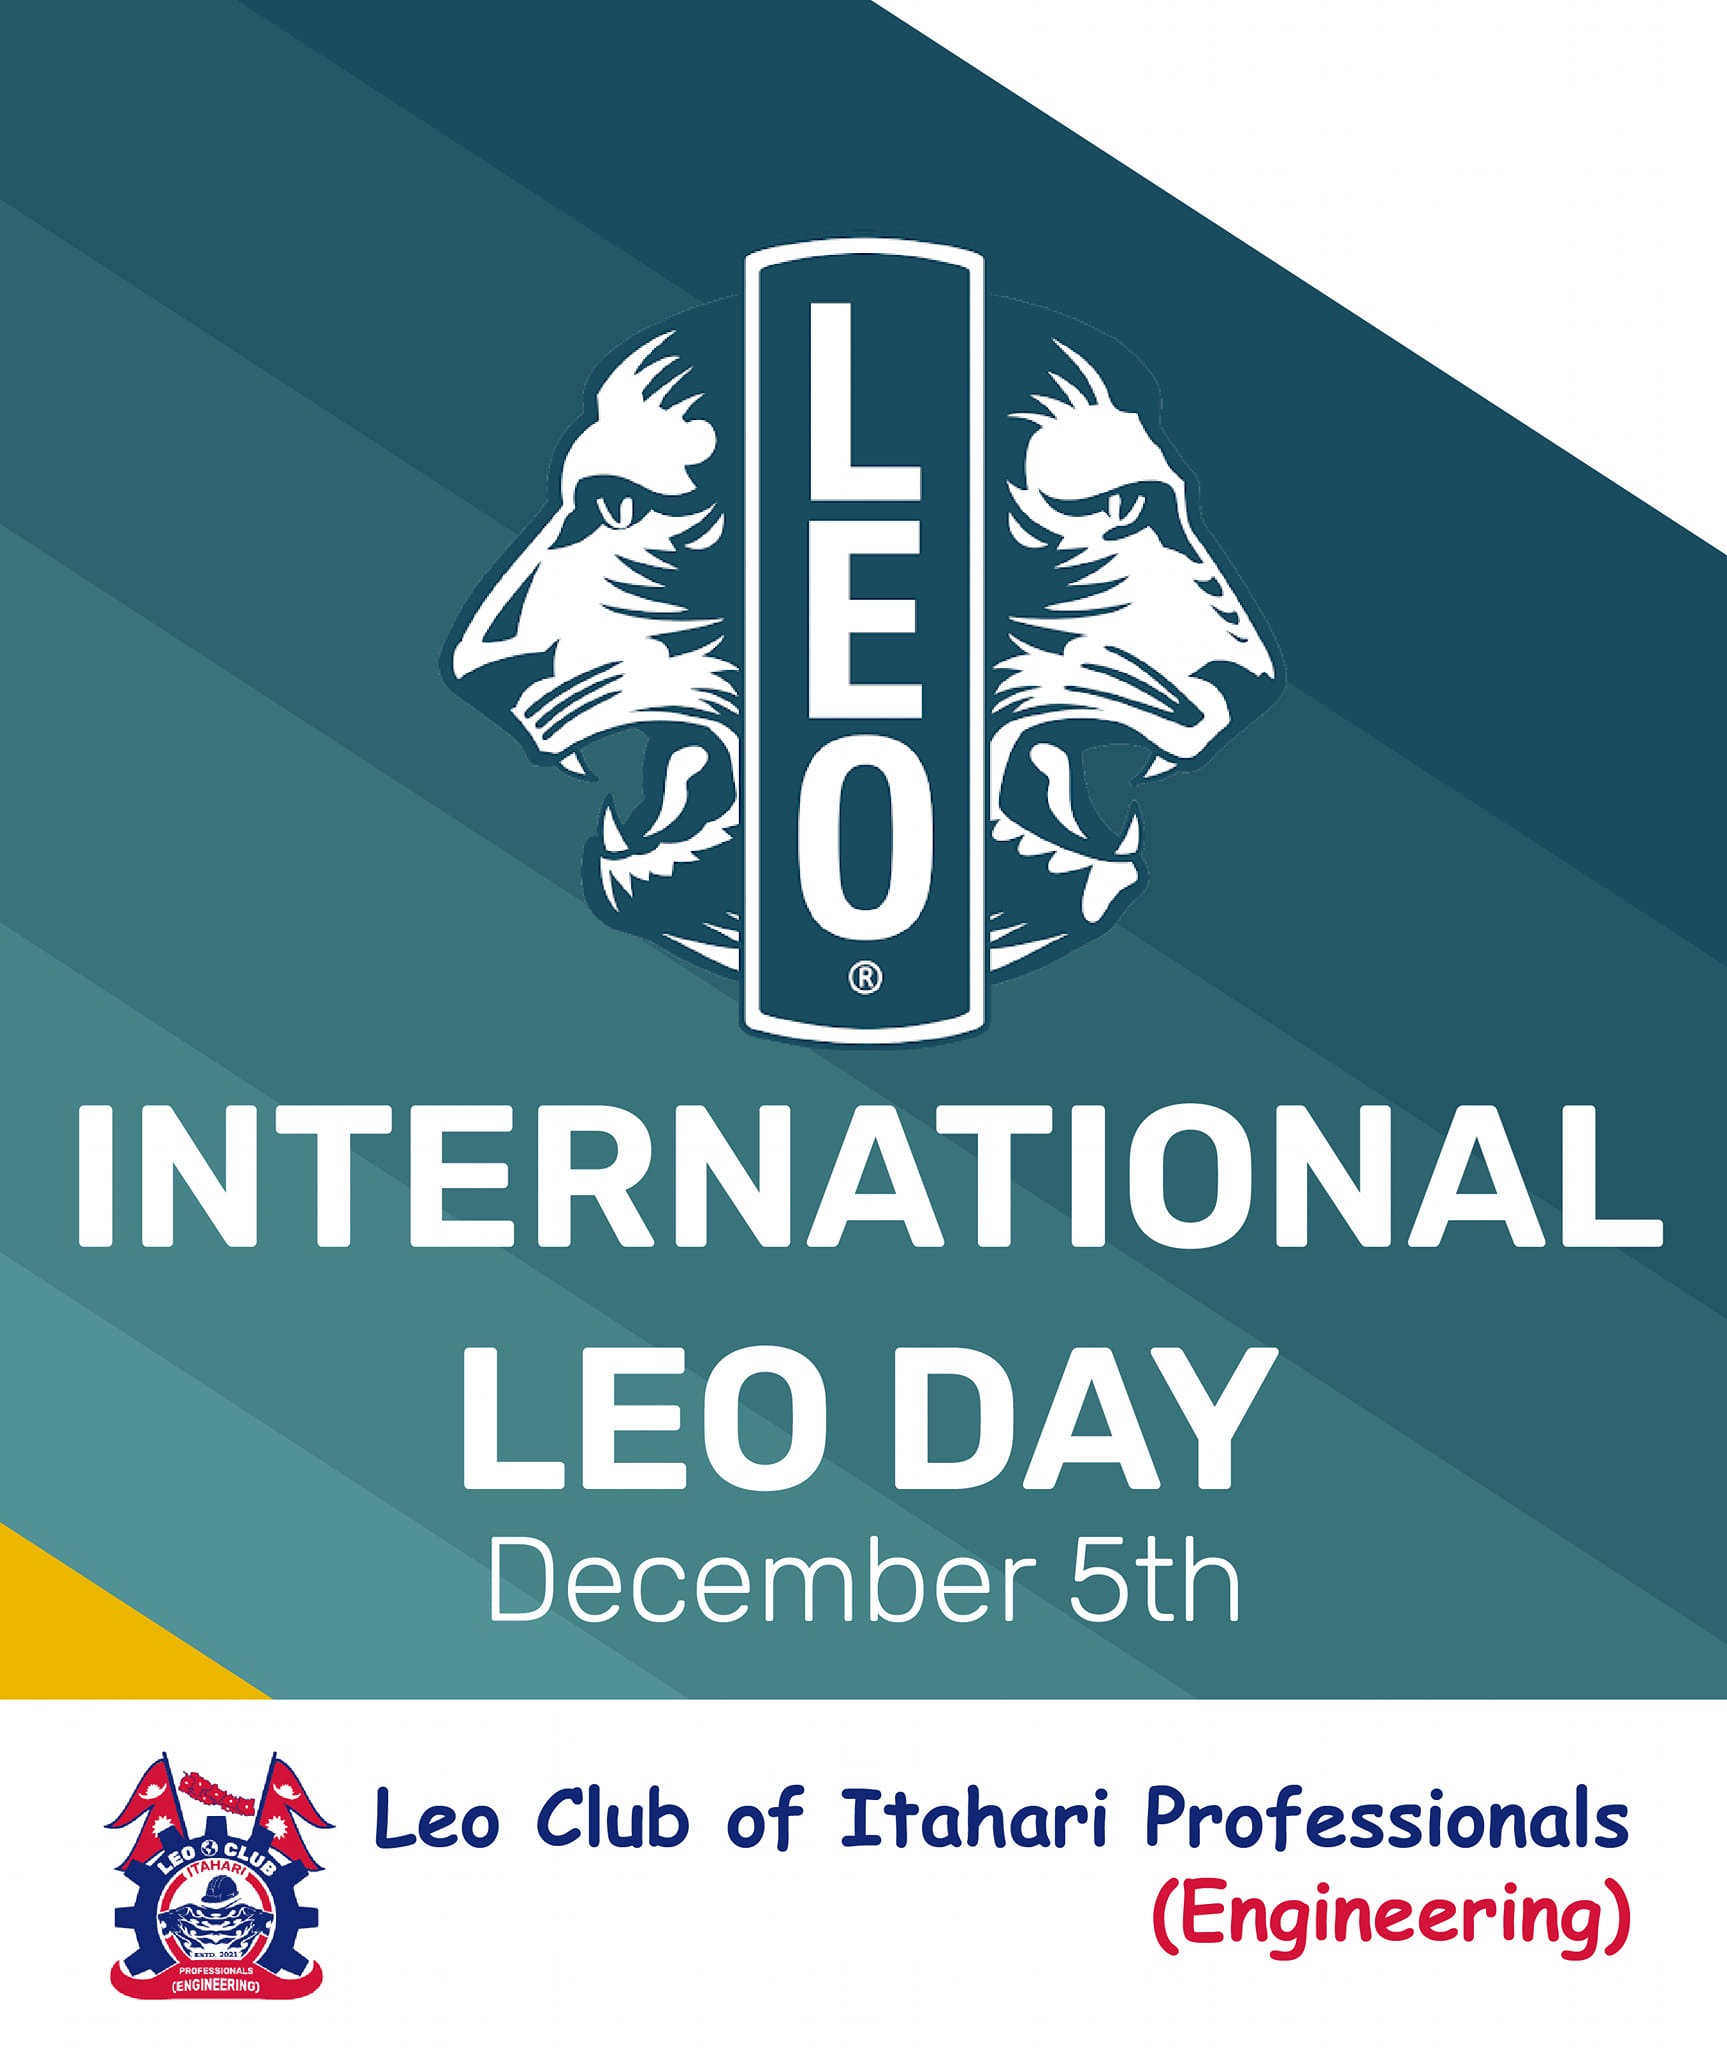 LEO
®
INTERNATIONAL
LEO DAY
December 5th
Leo Club of Itahari Professionals
(Engineering)
LEO CLUB
ITAHARI
ESTD. 2021
PROFESSIONALS
(ENGINEERING)